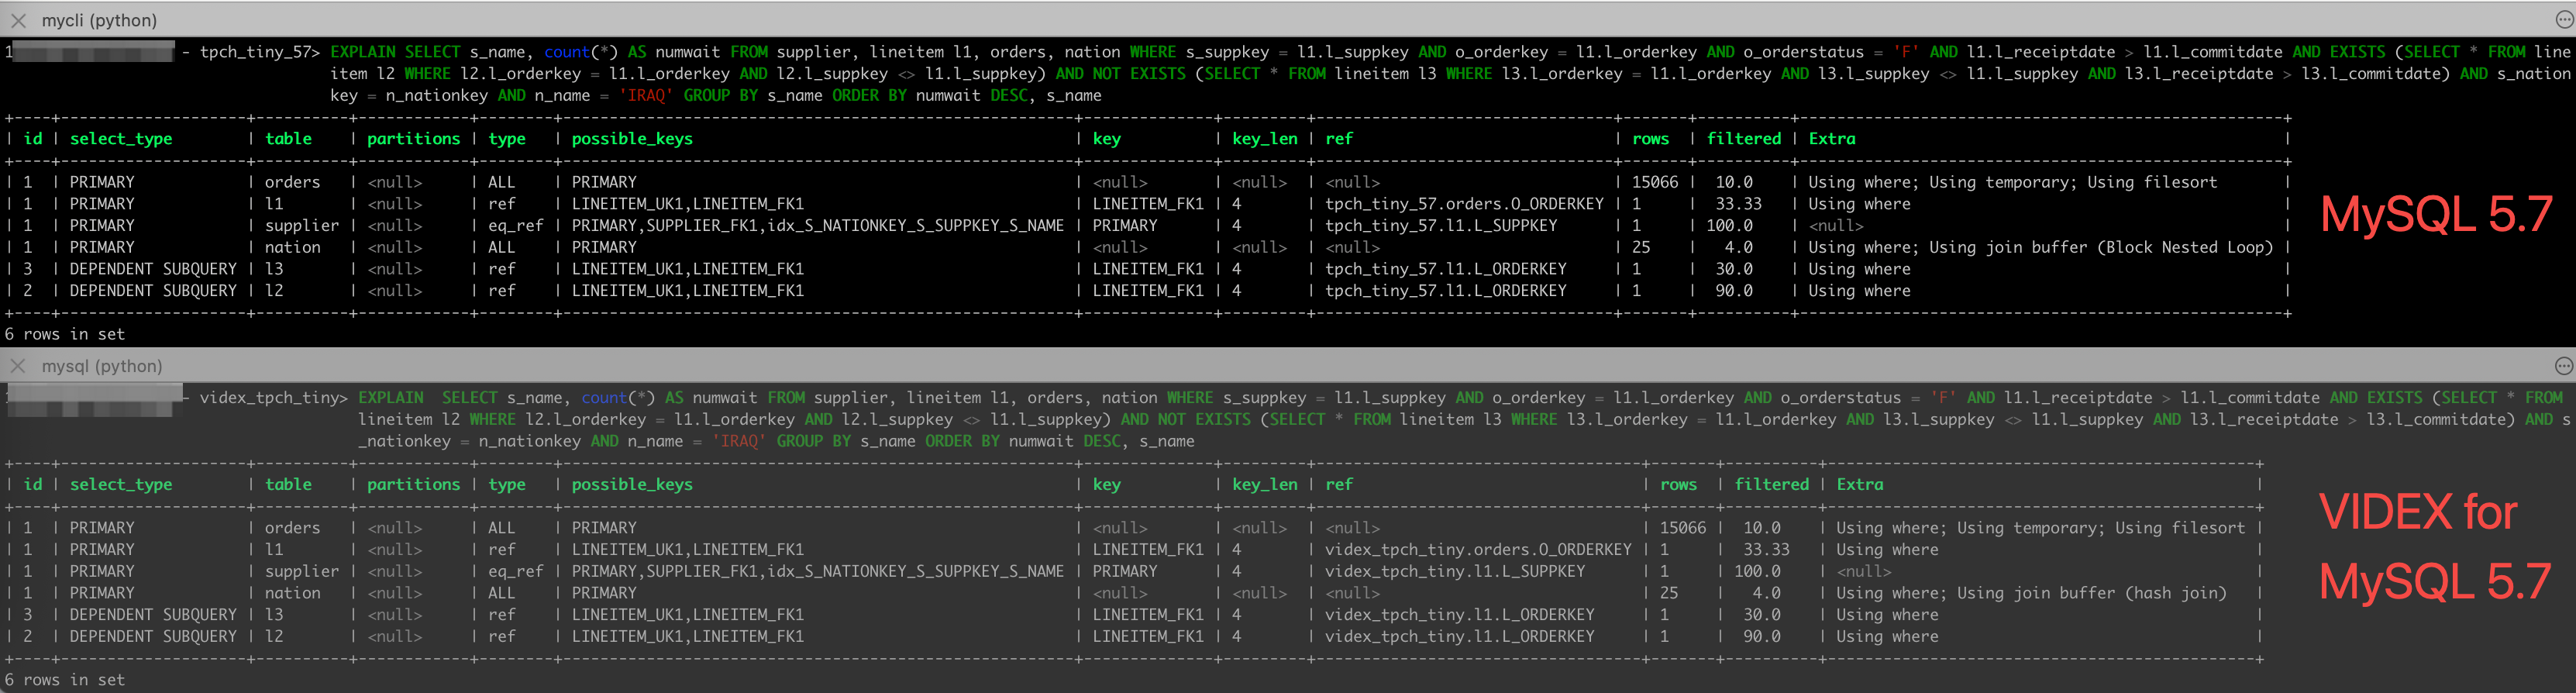 mycli (python)
- tpch_tiny_57> EXPLAIN SELECT s_name, count(*) AS numwait FROM supplier, lineitem l1, orders, nation WHERE s_suppkey = l1.l_suppkey AND o_orderkey = l1.l_orderkey AND o_orderstatus = 'F' AND l1.l_receiptdate > l1.l_commitdate AND EXISTS (SELECT * FROM line
item l2 WHERE l2.l_orderkey = l1.l_orderkey AND l2.l_suppkey <> l1.l_suppkey) AND NOT EXISTS (SELECT * FROM lineitem l3 WHERE l3.l_orderkey = l1.l_orderkey AND l3.l_suppkey <> l1.l_suppkey AND l3.l_receiptdate > l3.l_commitdate) AND s_nation
key = n_nationkey AND n_name = 'IRAQ' GROUP BY s_name ORDER BY numwait DESC, s_name
| id | select_type | table | partitions | type | possible_keys | key | key_len | ref | rows | filtered | Extra |
| 1 | PRIMARY | orders | <null> | ALL | PRIMARY | <null> | <null> | <null> | 15066 | 10.0 | Using where; Using temporary; Using filesort |
| 1 | PRIMARY | l1 | <null> | ref | LINEITEM_UK1,LINEITEM_FK1 | LINEITEM_FK1 | 4 | tpch_tiny_57.orders.O_ORDERKEY | 1 | 33.33 | Using where |
| 1 | PRIMARY | supplier | <null> | eq_ref | PRIMARY,SUPPLIER_FK1,idx_S_NATIONKEY_S_SUPPKEY_S_NAME | PRIMARY | 4 | tpch_tiny_57.l1.L_SUPPKEY | 1 | 100.0 | <null> |
| 1 | PRIMARY | nation | <null> | ALL | PRIMARY | <null> | <null> | <null> | 25 | 4.0 | Using where; Using join buffer (Block Nested Loop) |
| 3 | DEPENDENT SUBQUERY | l3 | <null> | ref | LINEITEM_UK1,LINEITEM_FK1 | LINEITEM_FK1 | 4 | tpch_tiny_57.l1.L_ORDERKEY | 1 | 30.0 | Using where |
| 2 | DEPENDENT SUBQUERY | l2 | <null> | ref | LINEITEM_UK1,LINEITEM_FK1 | LINEITEM_FK1 | 4 | tpch_tiny_57.l1.L_ORDERKEY | 1 | 90.0 | Using where |
6 rows in set
MySQL 5.7
mysql (python)
- videx_tpch_tiny> EXPLAIN  SELECT s_name, count(*) AS numwait FROM supplier, lineitem l1, orders, nation WHERE s_suppkey = l1.l_suppkey AND o_orderkey = l1.l_orderkey AND o_orderstatus = 'F' AND l1.l_receiptdate > l1.l_commitdate AND EXISTS (SELECT * FROM
lineitem l2 WHERE l2.l_orderkey = l1.l_orderkey AND l2.l_suppkey <> l1.l_suppkey) AND NOT EXISTS (SELECT * FROM lineitem l3 WHERE l3.l_orderkey = l1.l_orderkey AND l3.l_suppkey <> l1.l_suppkey AND l3.l_receiptdate > l3.l_commitdate) AND s
_nationkey = n_nationkey AND n_name = 'IRAQ' GROUP BY s_name ORDER BY numwait DESC, s_name
| id | select_type | table | partitions | type | possible_keys | key | key_len | ref | rows | filtered | Extra |
| 1 | PRIMARY | orders | <null> | ALL | PRIMARY | <null> | <null> | <null> | 15066 | 10.0 | Using where; Using temporary; Using filesort |
| 1 | PRIMARY | l1 | <null> | ref | LINEITEM_UK1,LINEITEM_FK1 | LINEITEM_FK1 | 4 | videx_tpch_tiny.orders.O_ORDERKEY | 1 | 33.33 | Using where |
| 1 | PRIMARY | supplier | <null> | eq_ref | PRIMARY,SUPPLIER_FK1,idx_S_NATIONKEY_S_SUPPKEY_S_NAME | PRIMARY | 4 | videx_tpch_tiny.l1.L_SUPPKEY | 1 | 100.0 | <null> |
| 1 | PRIMARY | nation | <null> | ALL | PRIMARY | <null> | <null> | <null> | 25 | 4.0 | Using where; Using join buffer (hash join) |
| 3 | DEPENDENT SUBQUERY | l3 | <null> | ref | LINEITEM_UK1,LINEITEM_FK1 | LINEITEM_FK1 | 4 | videx_tpch_tiny.l1.L_ORDERKEY | 1 | 30.0 | Using where |
| 2 | DEPENDENT SUBQUERY | l2 | <null> | ref | LINEITEM_UK1,LINEITEM_FK1 | LINEITEM_FK1 | 4 | videx_tpch_tiny.l1.L_ORDERKEY | 1 | 90.0 | Using where |
6 rows in set
VIDEX for
MySQL 5.7